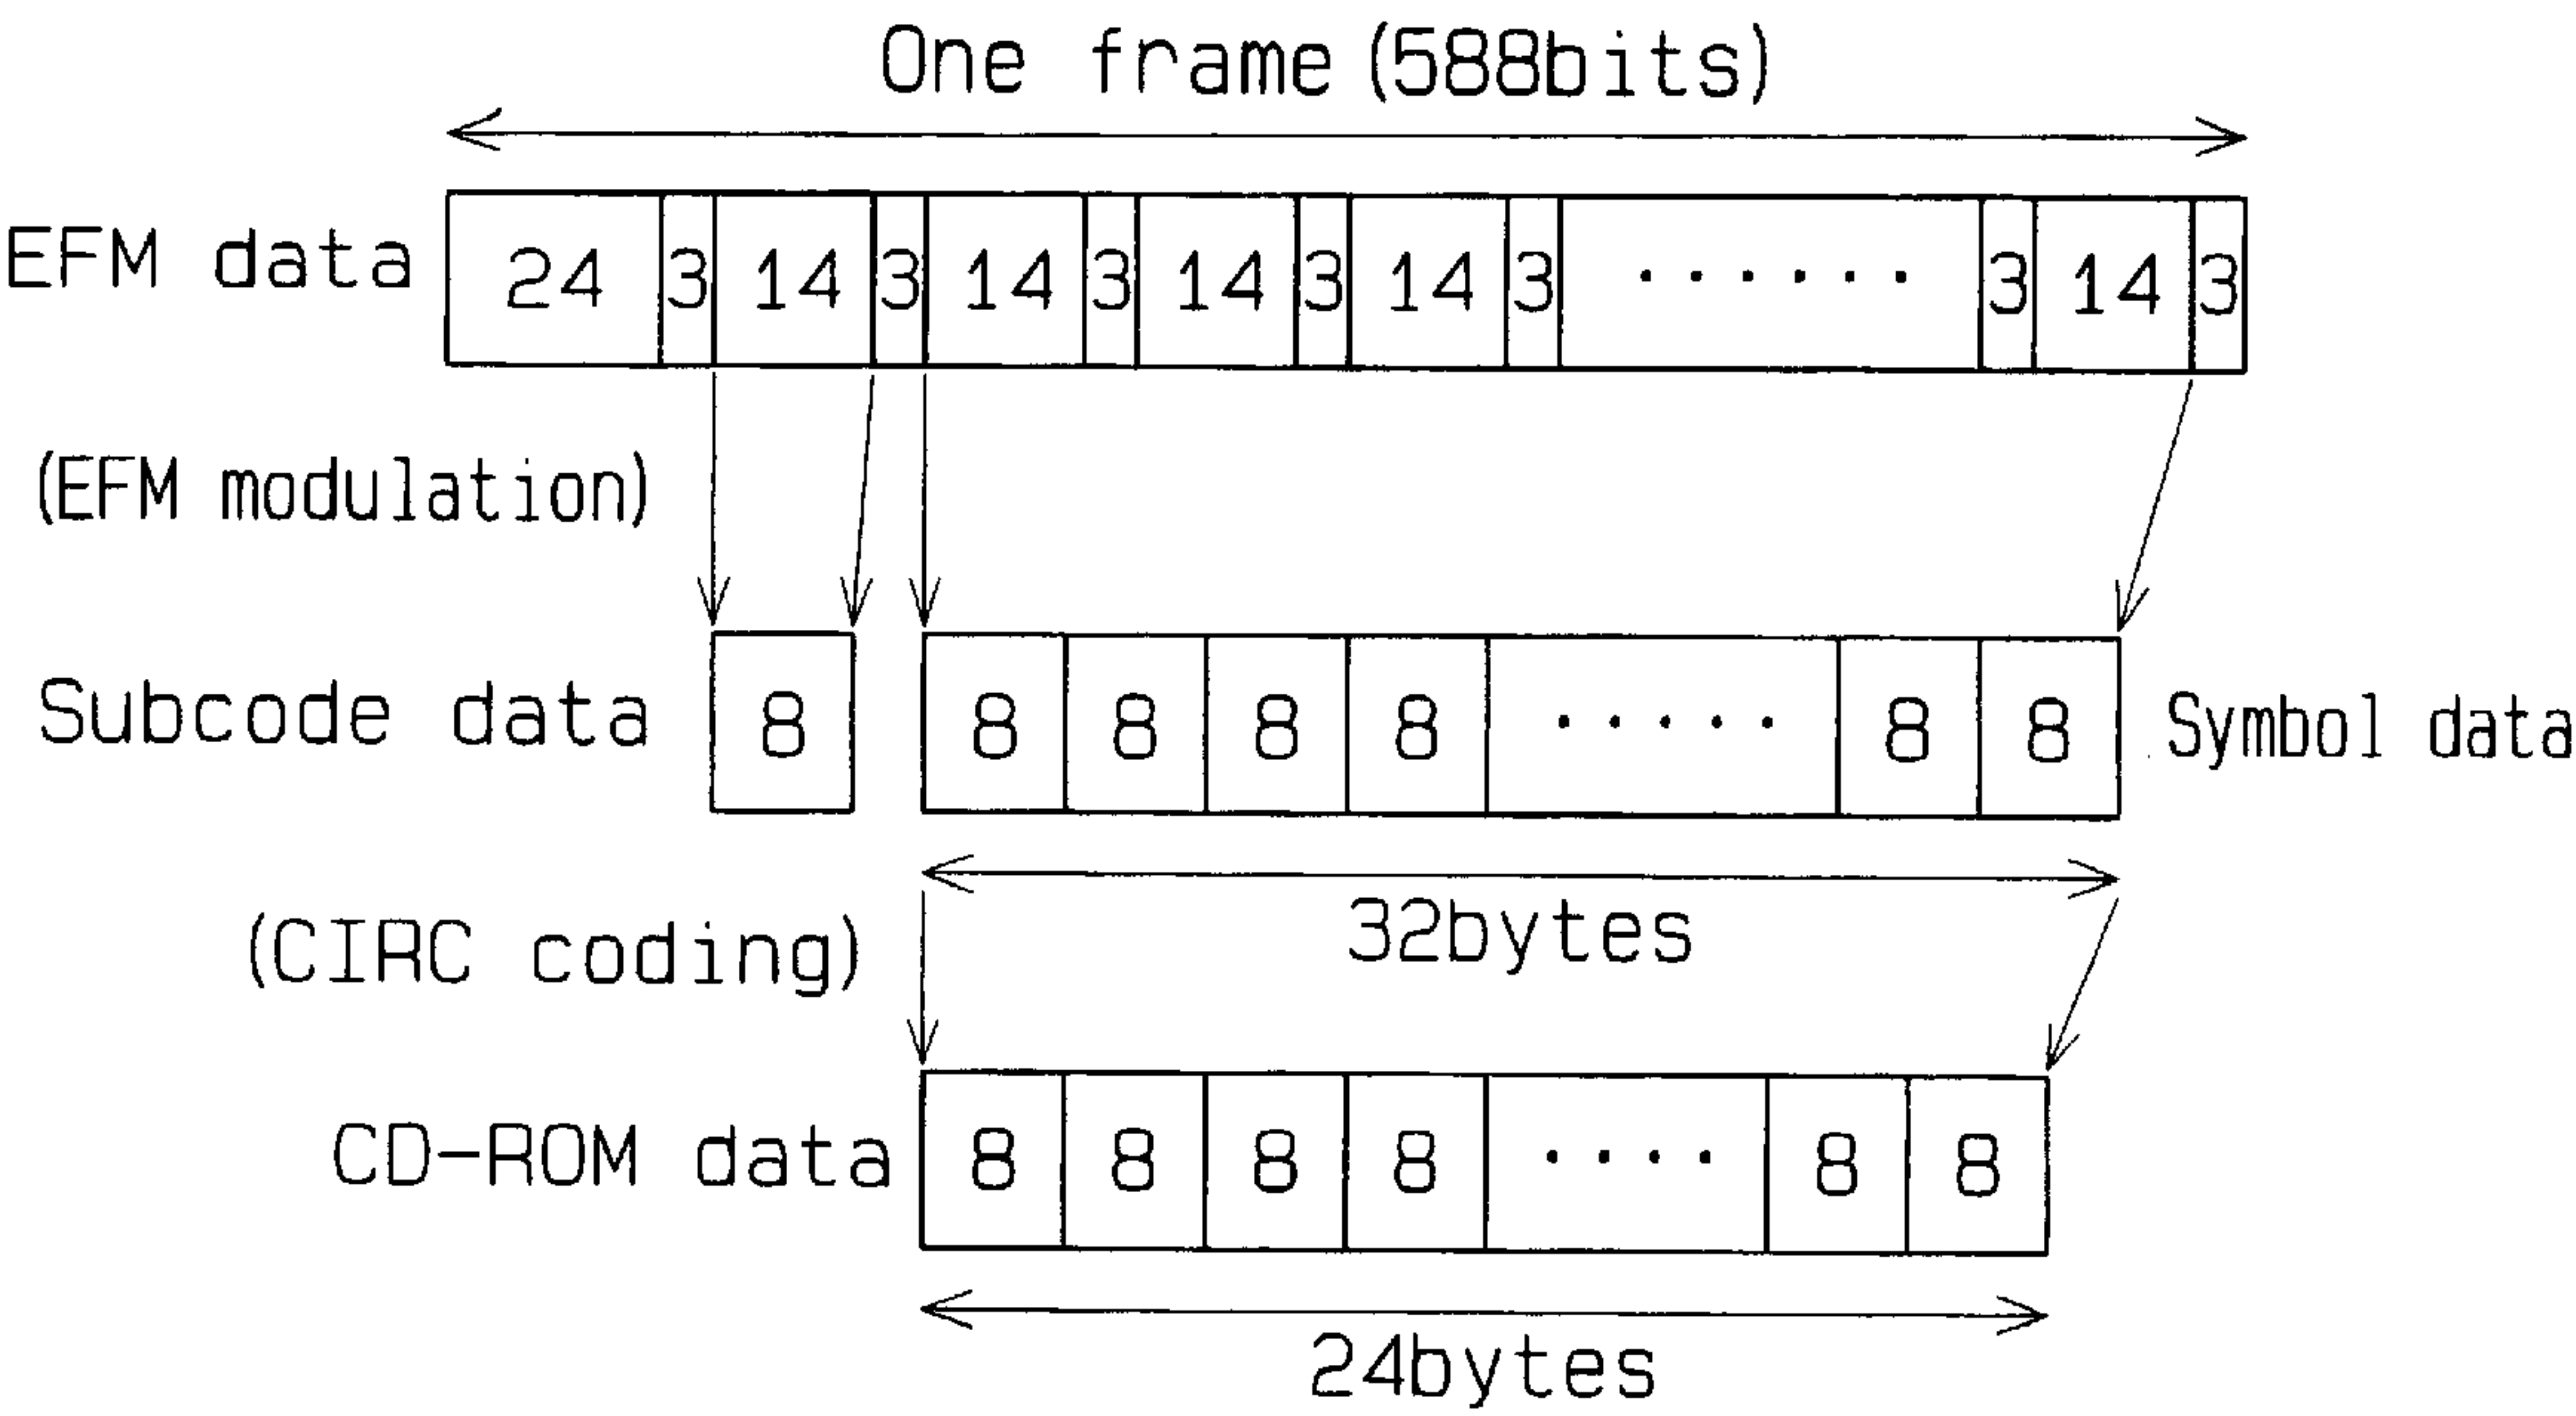 One frame (588bits)
EFM data 24 3 14 3 14 3 14 3 14 3 ...... 3 14 3
(EFM modulation)
Subcode data 8 8 8 8 8 ..... 8 8 Symbol data
32bytes
(CIRC coding)
CD-ROM data 8 8 8 8 .... 8 8
24bytes